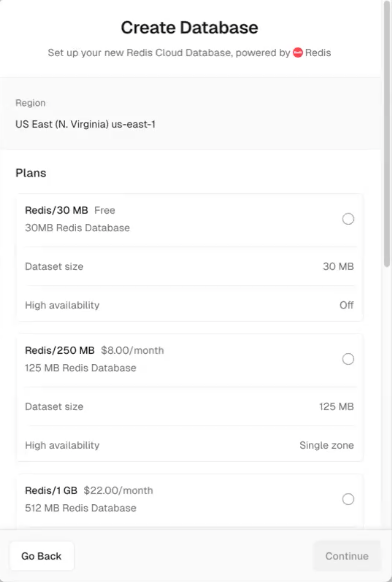 Create Database
Set up your new Redis Cloud Database, powered by Redis
Region
US East (N. Virginia) us-east-1
Plans
Redis/30 MB Free
30MB Redis Database
Dataset size 30 MB
High availability Off
Redis/250 MB $8.00/month
125 MB Redis Database
Dataset size 125 MB
High availability Single zone
Redis/1 GB $22.00/month
512 MB Redis Database
Go Back Continue